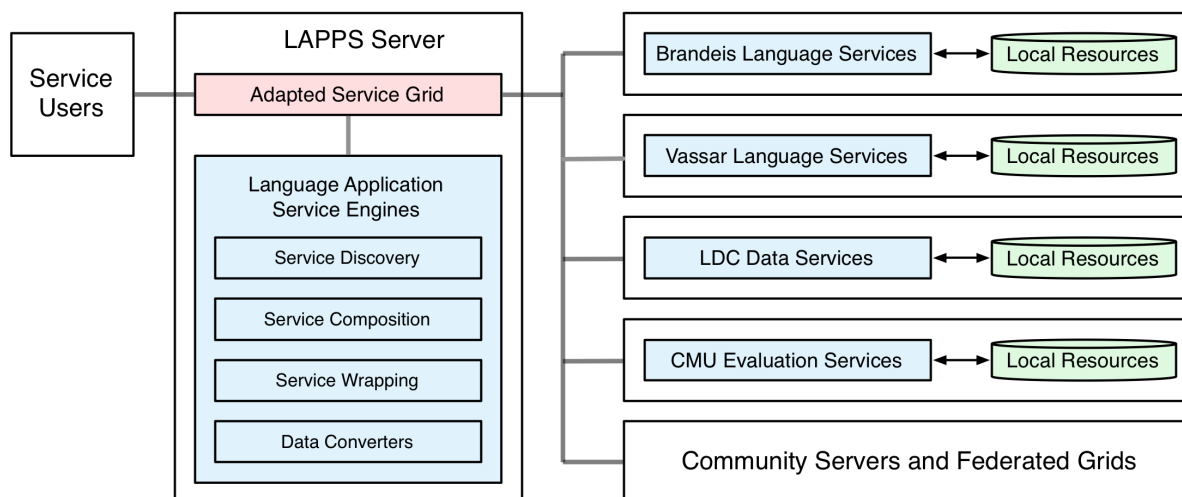 Service
Users
LAPPS Server
Adapted Service Grid
Language Application
Service Engines
Service Discovery
Service Composition
Service Wrapping
Data Converters
Brandeis Language Services
Local Resources
Vassar Language Services
Local Resources
LDC Data Services
Local Resources
CMU Evaluation Services
Local Resources
Community Servers and Federated Grids